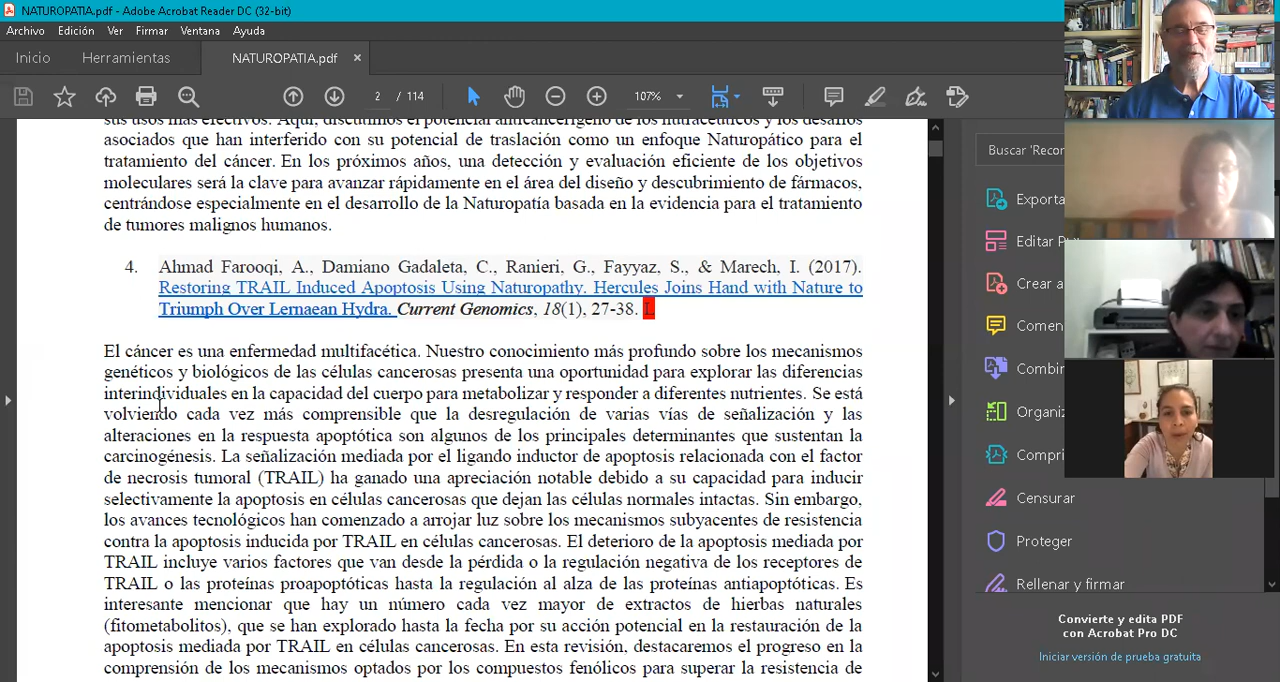 NATUROPATIA.pdf - Adobe Acrobat Reader DC (32-bit)
Archivo Edición Ver Firmar Ventana Ayuda
Inicio Herramientas NATUROPATIA.pdf ×
2 / 114 107%
sus usos más efectivos. Aquí, discutimos el potencial anticancerígeno de los nutracéuticos y los desafíos
asociados que han interferido con su potencial de traslación como un enfoque Naturopático para el
tratamiento del cáncer. En los próximos años, una detección y evaluación eficiente de los objetivos
moleculares será la clave para avanzar rápidamente en el área del diseño y descubrimiento de fármacos,
centrándose especialmente en el desarrollo de la Naturopatía basada en la evidencia para el tratamiento
de tumores malignos humanos.
4. Ahmad Farooqi, A., Damiano Gadaleta, C., Ranieri, G., Fayyaz, S., & Marech, I. (2017).
Restoring TRAIL Induced Apoptosis Using Naturopathy. Hercules Joins Hand with Nature to
Triumph Over Lernaean Hydra. Current Genomics, 18(1), 27-38. L
El cáncer es una enfermedad multifacética. Nuestro conocimiento más profundo sobre los mecanismos
genéticos y biológicos de las células cancerosas presenta una oportunidad para explorar las diferencias
interindividuales en la capacidad del cuerpo para metabolizar y responder a diferentes nutrientes. Se está
volviendo cada vez más comprensible que la desregulación de varias vías de señalización y las
alteraciones en la respuesta apoptótica son algunos de los principales determinantes que sustentan la
carcinogénesis. La señalización mediada por el ligando inductor de apoptosis relacionada con el factor
de necrosis tumoral (TRAIL) ha ganado una apreciación notable debido a su capacidad para inducir
selectivamente la apoptosis en células cancerosas que dejan las células normales intactas. Sin embargo,
los avances tecnológicos han comenzado a arrojar luz sobre los mecanismos subyacentes de resistencia
contra la apoptosis inducida por TRAIL en células cancerosas. El deterioro de la apoptosis mediada por
TRAIL incluye varios factores que van desde la pérdida o la regulación negativa de los receptores de
TRAIL o las proteínas proapoptóticas hasta la regulación al alza de las proteínas antiapoptóticas. Es
interesante mencionar que hay un número cada vez mayor de extractos de hierbas naturales
(fitometabolitos), que se han explorado hasta la fecha por su acción potencial en la restauración de la
apoptosis mediada por TRAIL en células cancerosas. En esta revisión, destacaremos el progreso en la
comprensión de los mecanismos optados por los compuestos fenólicos para superar la resistencia de
Buscar 'Recor
Exporta
Editar P
Crear a
Comen
Combin
Organiz
Compri
Censurar
Proteger
Rellenar y firmar
Convierte y edita PDF
con Acrobat Pro DC
Iniciar versión de prueba gratuita